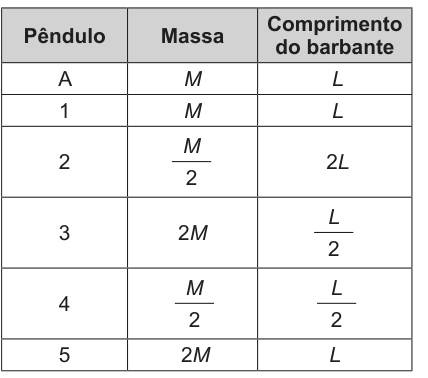 Pêndulo Massa Comprimento do barbante
A M L
1 M L
2 M/2 2L
3 2M L/2
4 M/2 L/2
5 2M L